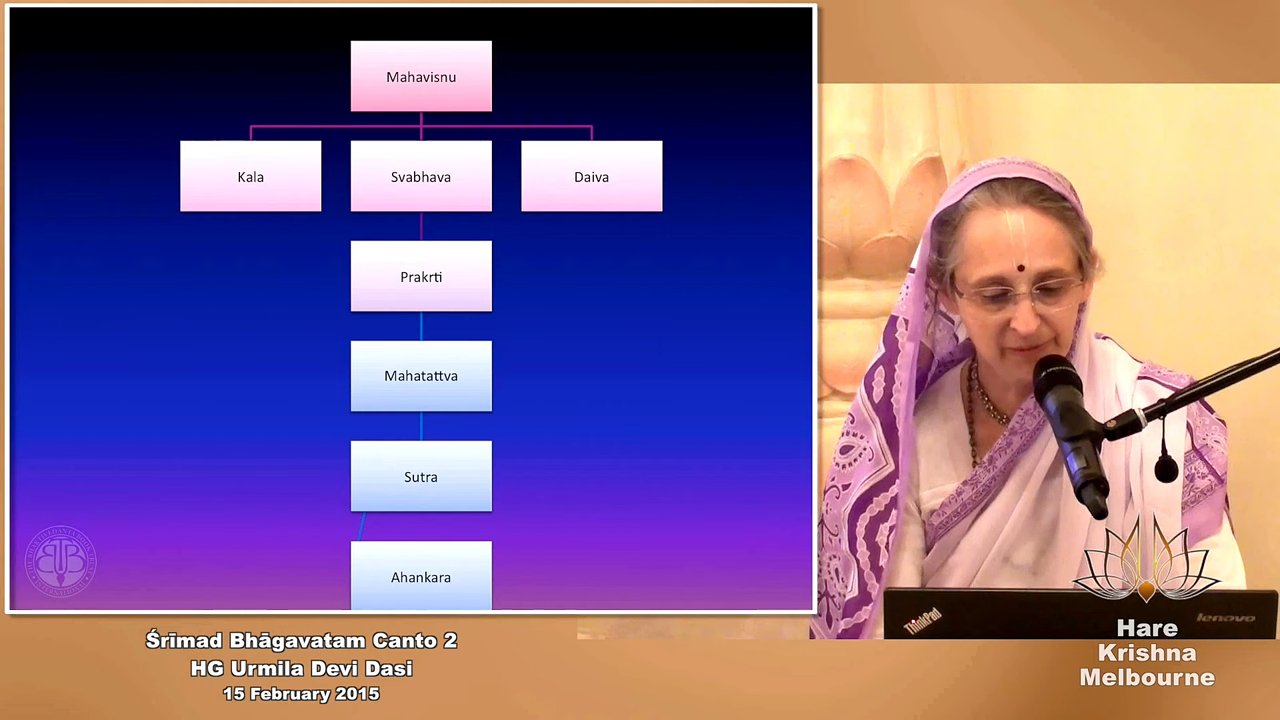 Mahavisnu
Kala
Svabhava
Daiva
Prakrti
Mahatattva
Sutra
Ahankara
Śrīmad Bhāgavatam Canto 2
HG Urmila Devi Dasi
15 February 2015
ThinkPad
lenovo
Hare
Krishna
Melbourne